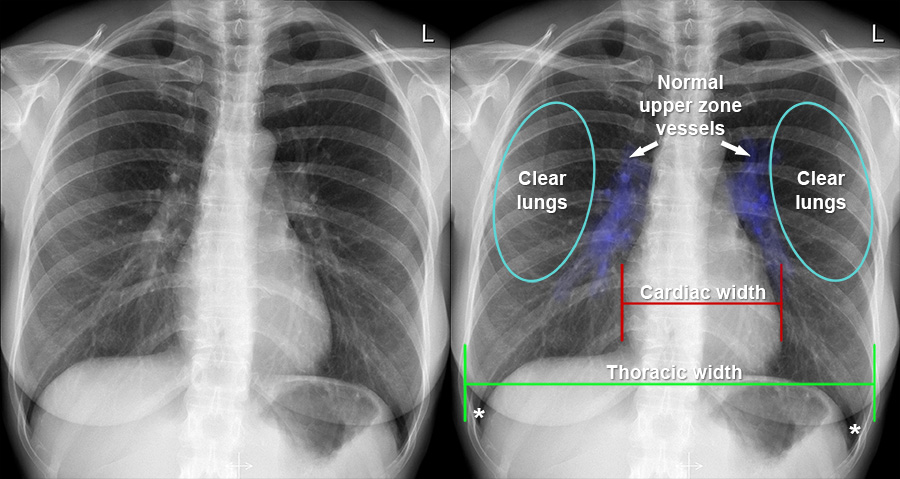 L
L
Normal
upper zone
vessels
Clear
lungs
Clear
lungs
Cardiac width
Thoracic width
*
*